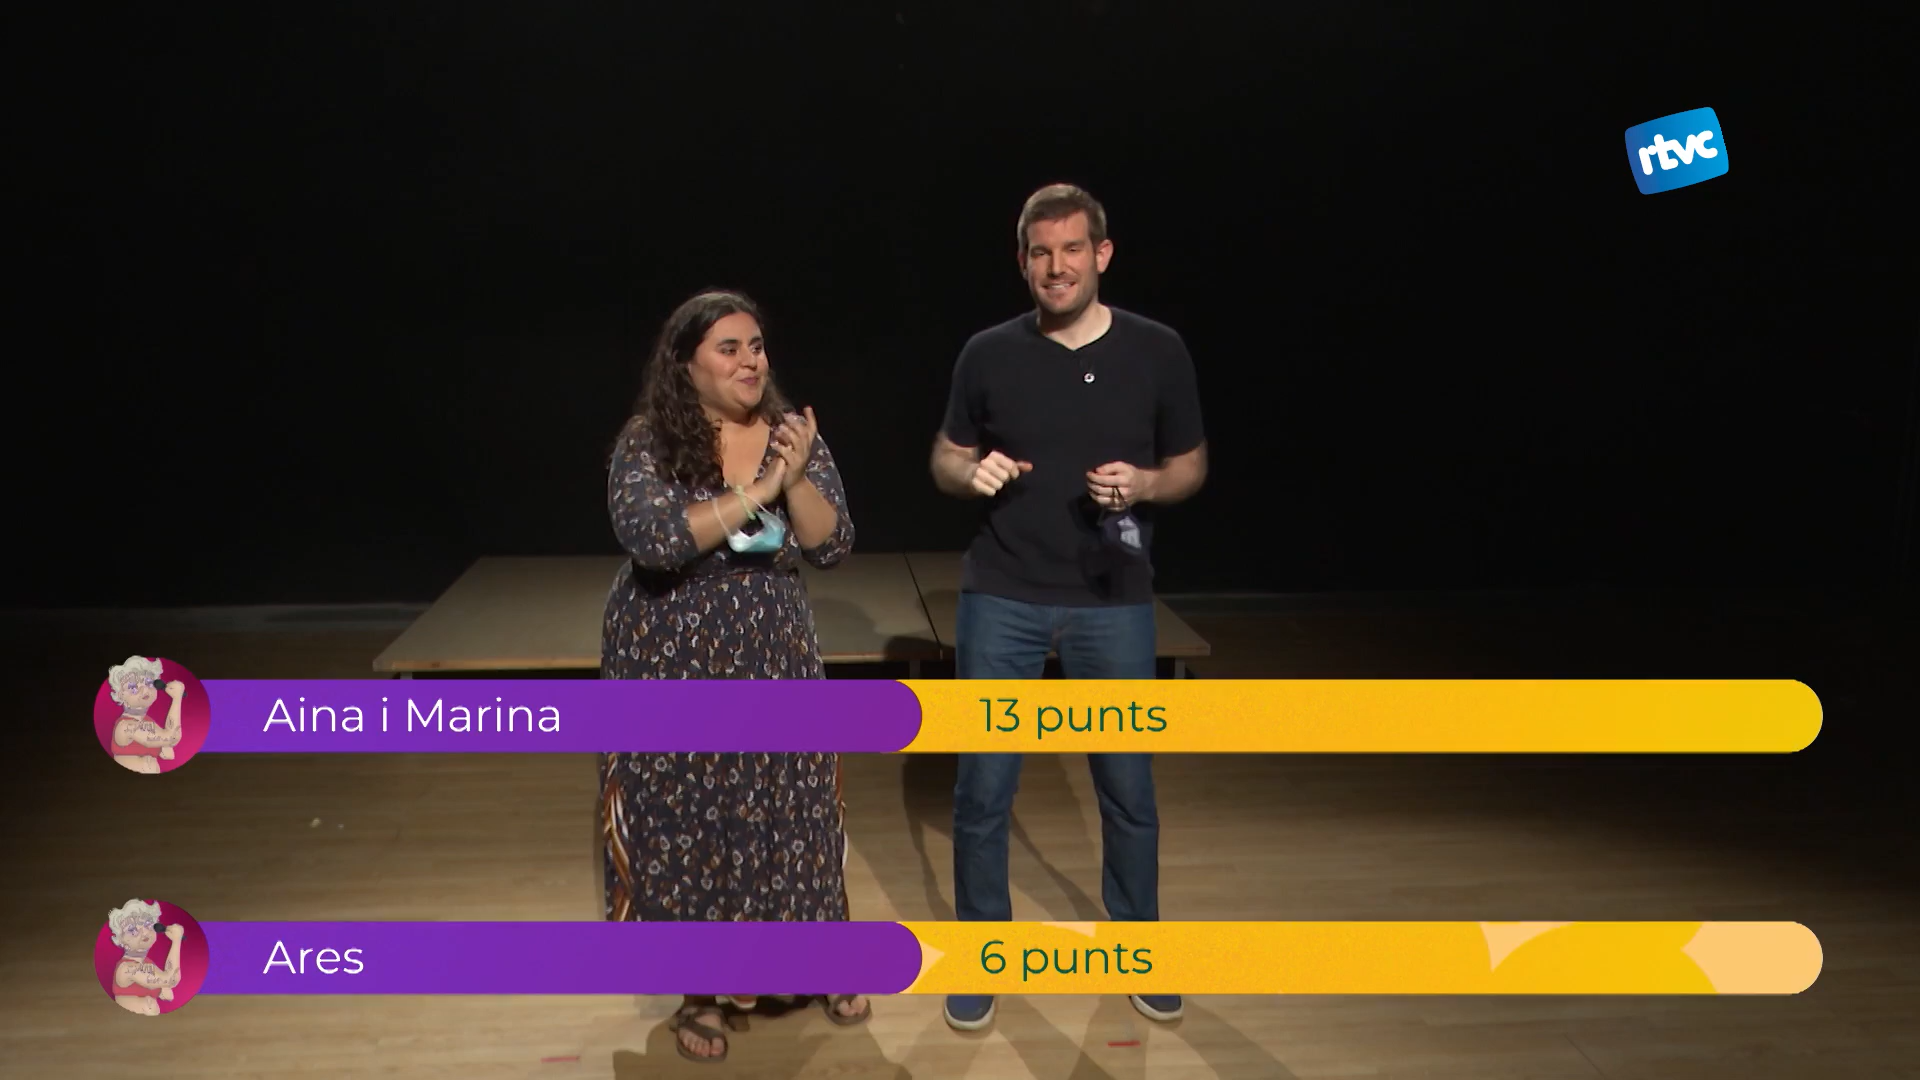 rtvc
Aina i Marina
13 punts
Ares
6 punts